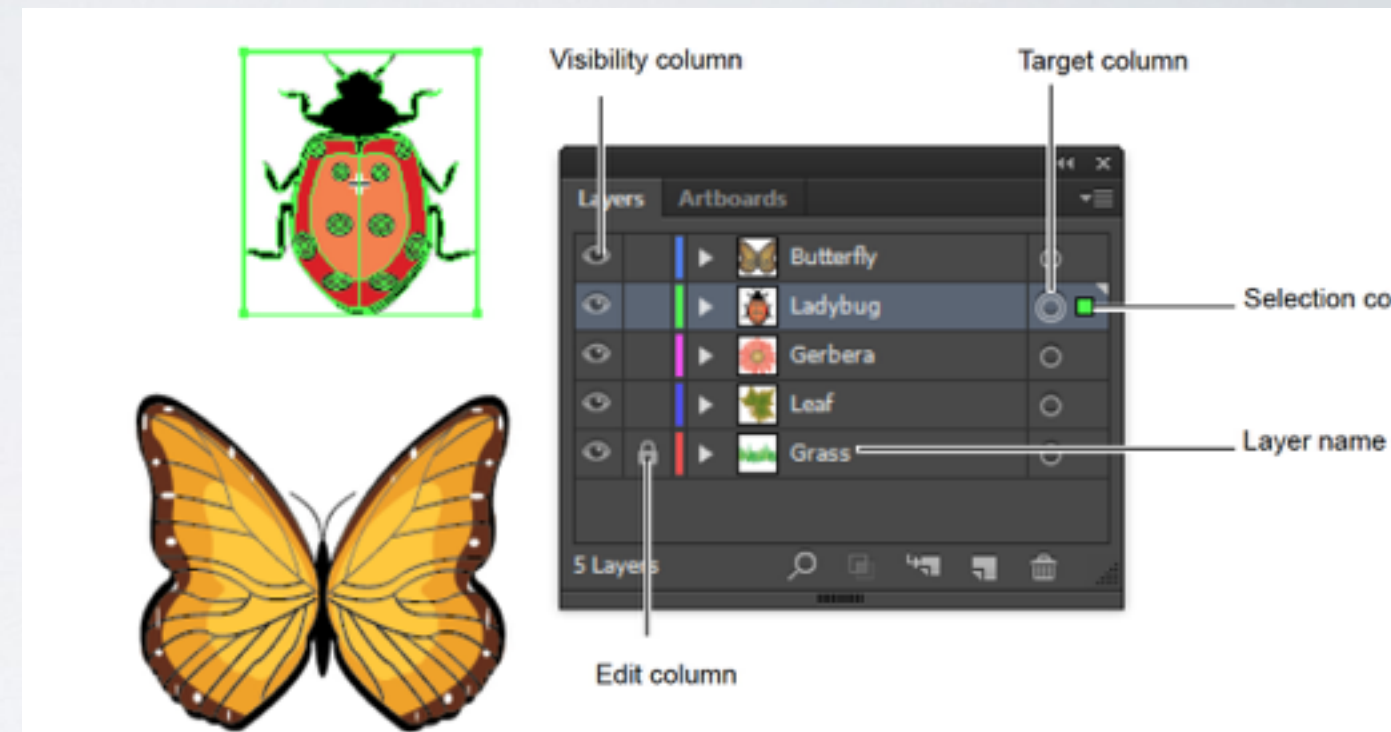 Visibility column
Target column
Layers Artboards
Butterfly
Ladybug
Selection co
Gerbera
Leaf
Grass
Layer name
5 Layers
Edit column